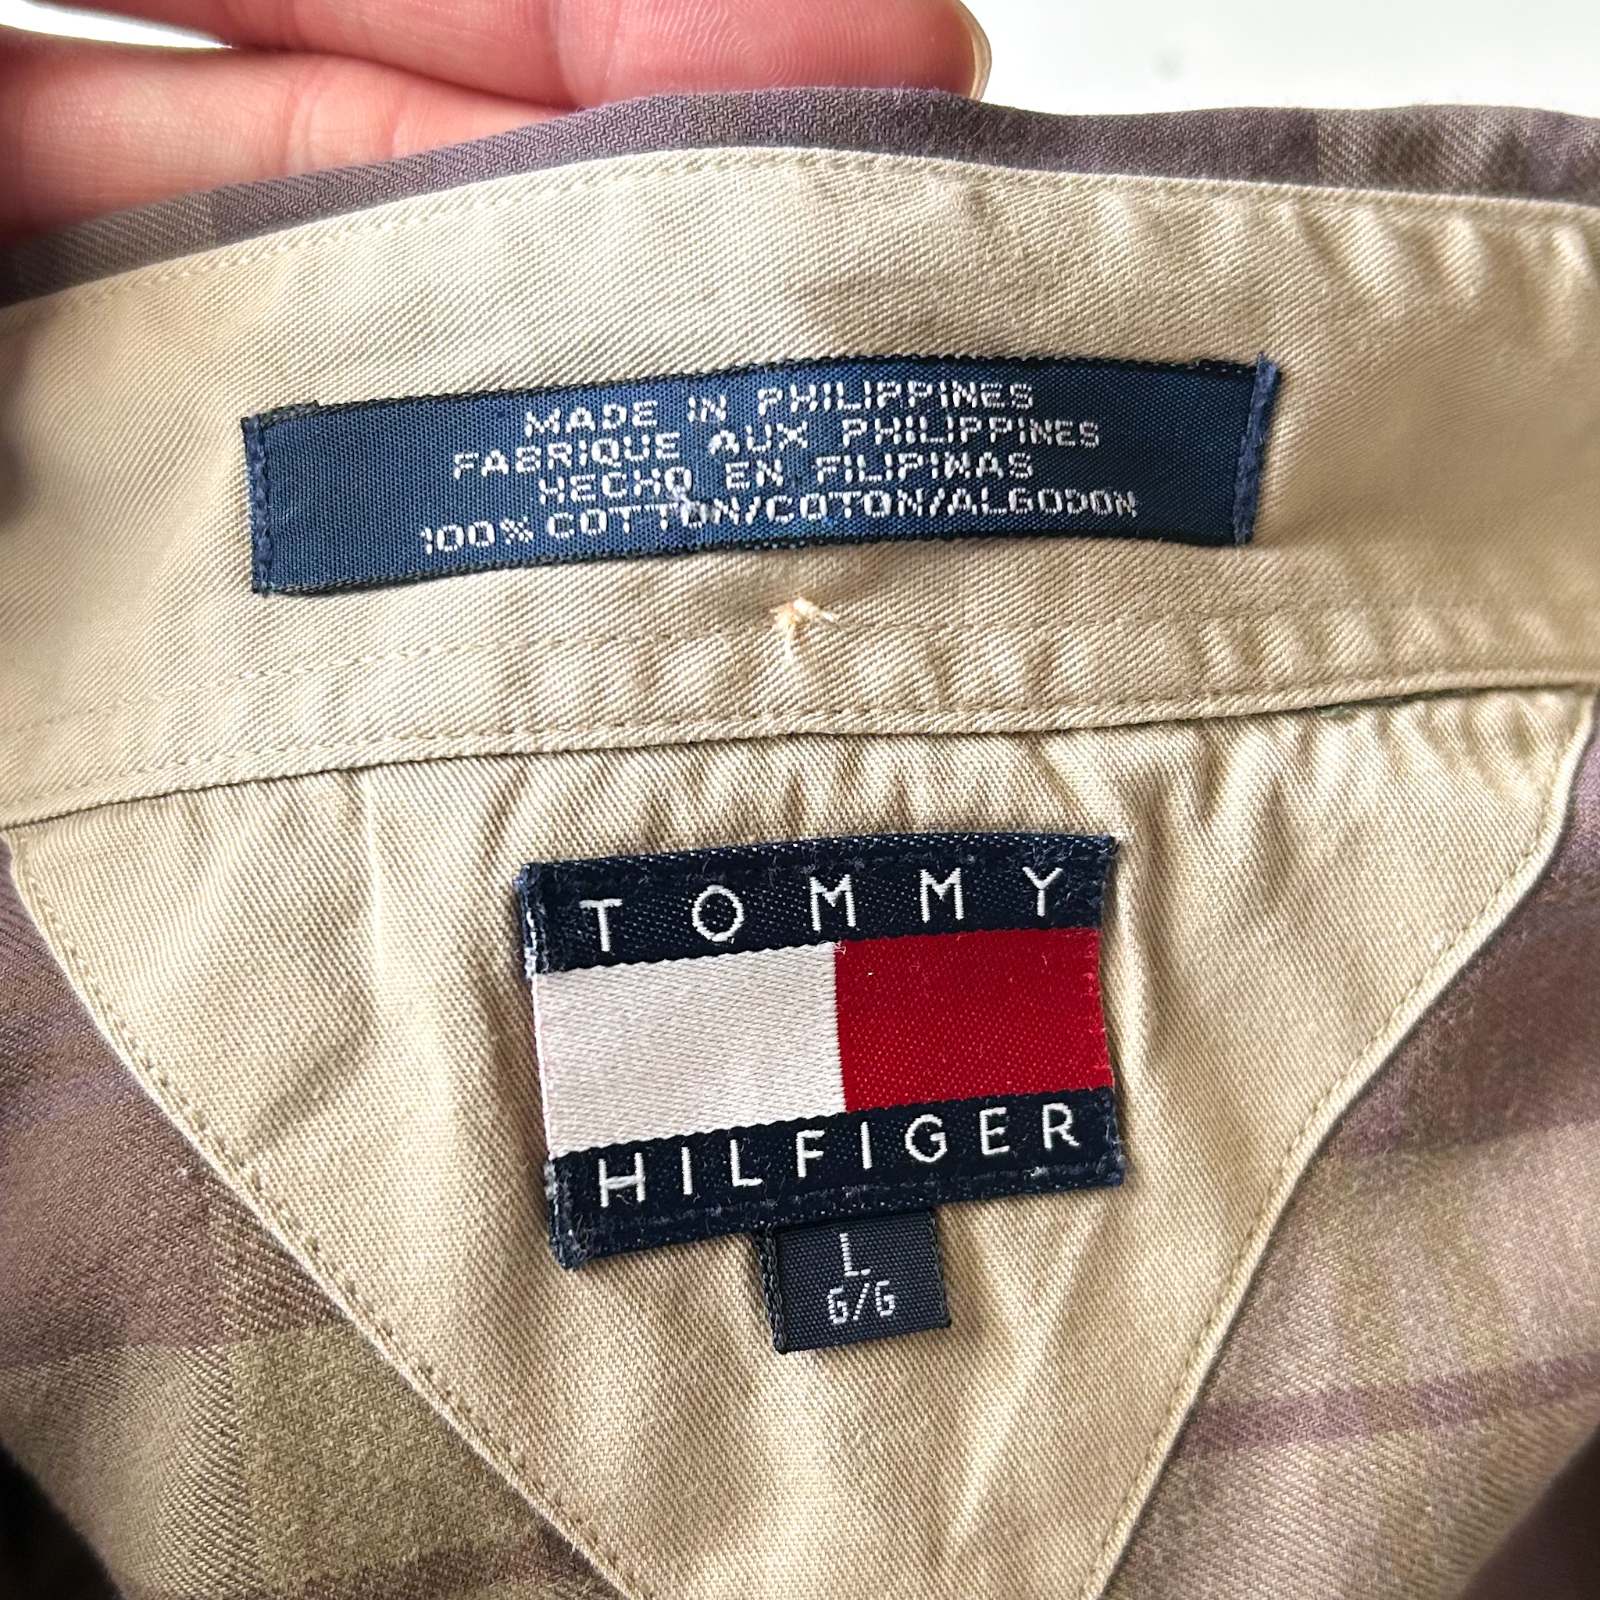 MADE IN PHILIPPINES
FABRIQUE AUX PHILIPPINES
HECHO EN FILIPINAS
100% COTTON/COTON/ALGODON
TOMMY
HILFIGER
L
G/G